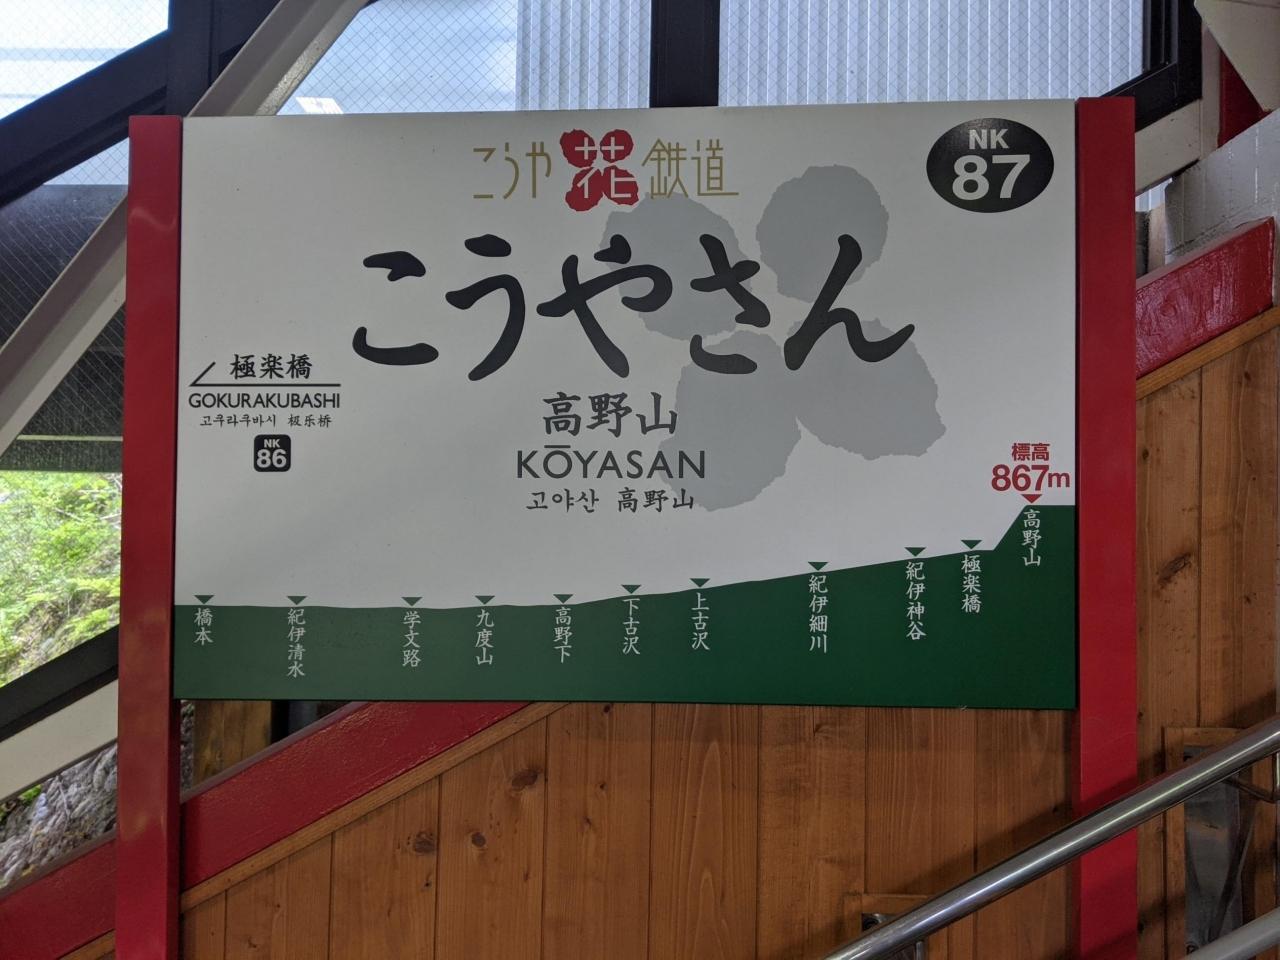 こうや花鉄道
NK
87
こうやさん
高野山
KŌYASAN
고야산 高野山
極楽橋
GOKURAKUBASHI
고쿠라쿠바시 极乐桥
NK
86
標高
867m
橋本
紀伊清水
学文路
九度山
高野下
下古沢
上古沢
紀伊細川
紀伊神谷
極楽橋
高野山